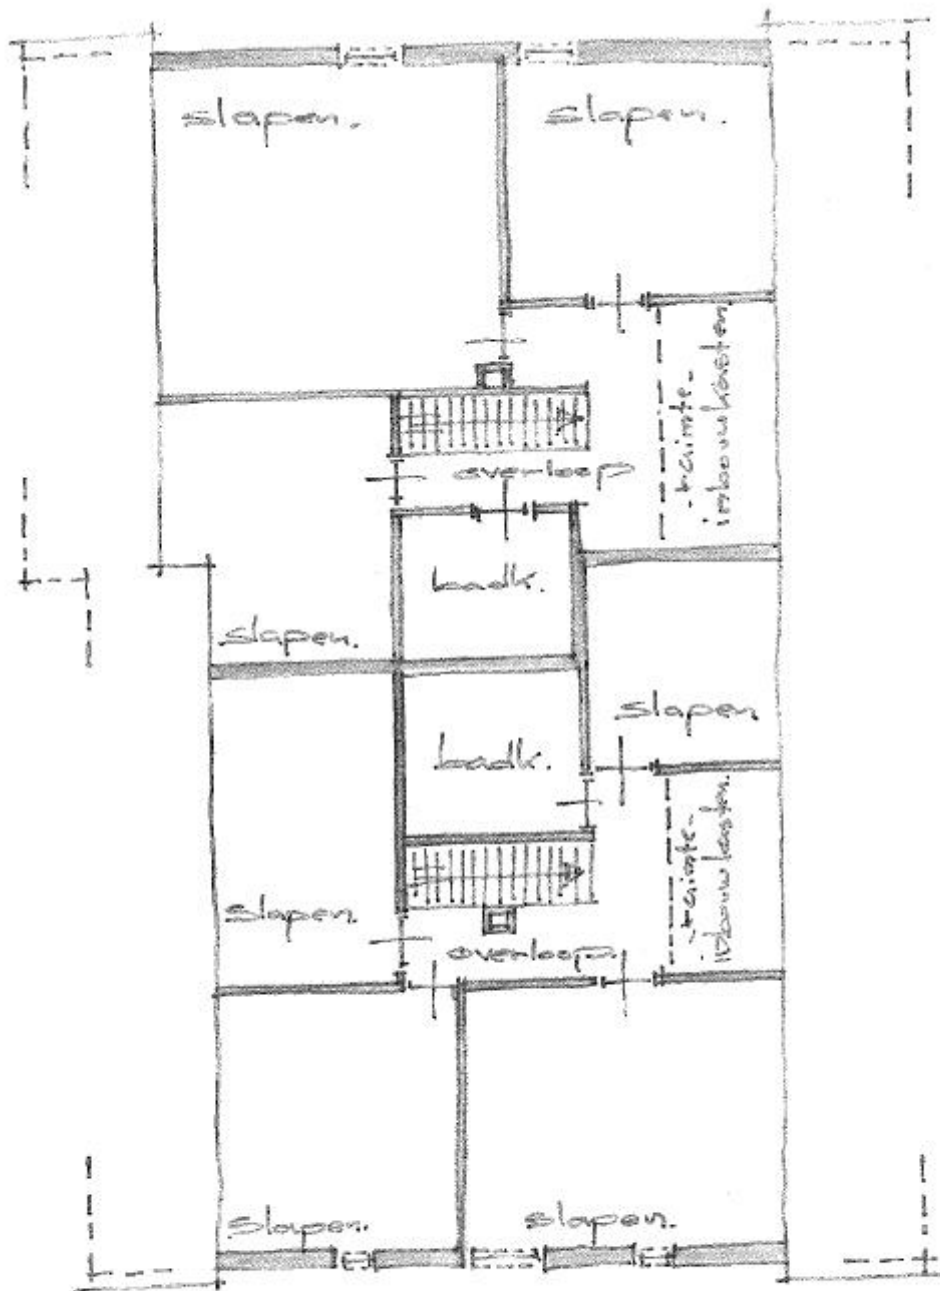 slapen.
slapen.
-ruimte-
inbouwkasten.
overloop
badk.
slapen.
slapen
badk.
-ruimte-
inbouwkasten.
slapen.
overloop.
slapen.
slapen.